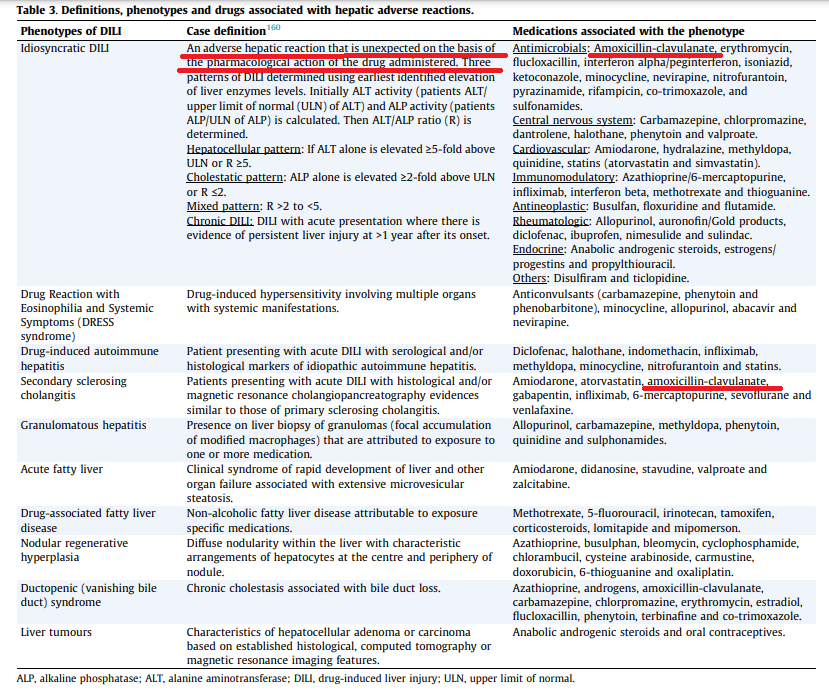 Table 3. Definitions, phenotypes and drugs associated with hepatic adverse reactions.
Phenotypes of DILI
Case definition160
Medications associated with the phenotype
Idiosyncratic DILI
An adverse hepatic reaction that is unexpected on the basis of
the pharmacological action of the drug administered. Three
patterns of DILI determined using earliest identified elevation
of liver enzymes levels. Initially ALT activity (patients ALT/
upper limit of normal (ULN) of ALT) and ALP activity (patients
ALP/ULN of ALP) is calculated. Then ALT/ALP ratio (R) is
determined.
Hepatocellular pattern: If ALT alone is elevated ≥5-fold above
ULN or R ≥5.
Cholestatic pattern: ALP alone is elevated ≥2-fold above ULN
or R ≤2.
Mixed pattern: R >2 to <5.
Chronic DILI: DILI with acute presentation where there is
evidence of persistent liver injury at >1 year after its onset.
Antimicrobials: Amoxicillin-clavulanate, erythromycin,
flucloxacillin, interferon alpha/peginterferon, isoniazid,
ketoconazole, minocycline, nevirapine, nitrofurantoin,
pyrazinamide, rifampicin, co-trimoxazole, and
sulfonamides.
Central nervous system: Carbamazepine, chlorpromazine,
dantrolene, halothane, phenytoin and valproate.
Cardiovascular: Amiodarone, hydralazine, methyldopa,
quinidine, statins (atorvastatin and simvastatin).
Immunomodulatory: Azathioprine/6-mercaptopurine,
infliximab, interferon beta, methotrexate and thioguanine.
Antineoplastic: Busulfan, floxuridine and flutamide.
Rheumatologic: Allopurinol, auronofin/Gold products,
diclofenac, ibuprofen, nimesulide and sulindac.
Endocrine: Anabolic androgenic steroids, estrogens/
progestins and propylthiouracil.
Others: Disulfiram and ticlopidine.
Drug Reaction with
Eosinophilia and Systemic
Symptoms (DRESS
syndrome)
Drug-induced hypersensitivity involving multiple organs
with systemic manifestations.
Anticonvulsants (carbamazepine, phenytoin and
phenobarbitone), minocycline, allopurinol, abacavir and
nevirapine.
Drug-induced autoimmune
hepatitis
Patient presenting with acute DILI with serological and/or
histological markers of idiopathic autoimmune hepatitis.
Diclofenac, halothane, indomethacin, infliximab,
methyldopa, minocycline, nitrofurantoin and statins.
Secondary sclerosing
cholangitis
Patients presenting with acute DILI with histological and/or
magnetic resonance cholangiopancreatography evidences
similar to those of primary sclerosing cholangitis.
Amiodarone, atorvastatin, amoxicillin-clavulanate,
gabapentin, infliximab, 6-mercaptopurine, sevoflurane and
venlafaxine.
Granulomatous hepatitis
Presence on liver biopsy of granulomas (focal accumulation
of modified macrophages) that are attributed to exposure to
one or more medication.
Allopurinol, carbamazepine, methyldopa, phenytoin,
quinidine and sulphonamides.
Acute fatty liver
Clinical syndrome of rapid development of liver and other
organ failure associated with extensive microvesicular
steatosis.
Amiodarone, didanosine, stavudine, valproate and
zalcitabine.
Drug-associated fatty liver
disease
Non-alcoholic fatty liver disease attributable to exposure
specific medications.
Methotrexate, 5-fluorouracil, irinotecan, tamoxifen,
corticosteroids, lomitapide and mipomerson.
Nodular regenerative
hyperplasia
Diffuse nodularity within the liver with characteristic
arrangements of hepatocytes at the centre and periphery of
nodule.
Azathioprine, busulphan, bleomycin, cyclophosphamide,
chlorambucil, cysteine arabinoside, carmustine,
doxorubicin, 6-thioguanine and oxaliplatin.
Ductopenic (vanishing bile
duct) syndrome
Chronic cholestasis associated with bile duct loss.
Azathioprine, androgens, amoxicillin-clavulanate,
carbamazepine, chlorpromazine, erythromycin, estradiol,
flucloxacillin, phenytoin, terbinafine and co-trimoxazole.
Liver tumours
Characteristics of hepatocellular adenoma or carcinoma
based on established histological, computed tomography or
magnetic resonance imaging features.
Anabolic androgenic steroids and oral contraceptives.
ALP, alkaline phosphatase; ALT, alanine aminotransferase; DILI, drug-induced liver injury; ULN, upper limit of normal.